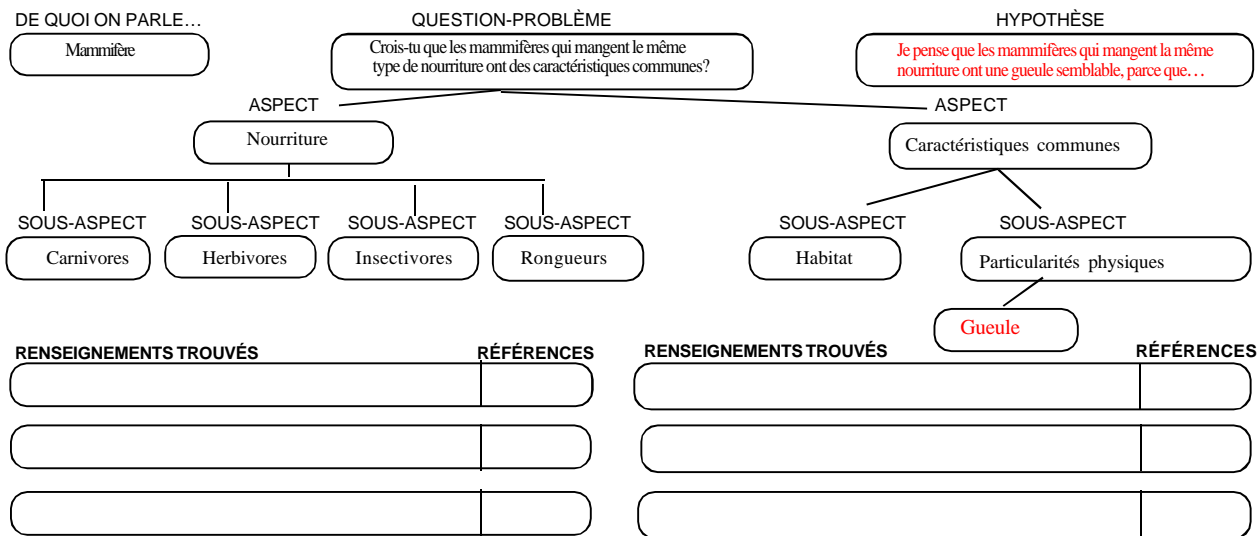 DE QUOI ON PARLE…
QUESTION-PROBLÈME
HYPOTHÈSE
Mammifère
Crois-tu que les mammifères qui mangent le même
type de nourriture ont des caractéristiques communes?
Je pense que les mammifères qui mangent la même
nourriture ont une gueule semblable, parce que…
ASPECT
ASPECT
Nourriture
Caractéristiques communes
SOUS-ASPECT
SOUS-ASPECT
SOUS-ASPECT
SOUS-ASPECT
SOUS-ASPECT
SOUS-ASPECT
Carnivores
Herbivores
Insectivores
Rongueurs
Habitat
Particularités physiques
Gueule
RENSEIGNEMENTS TROUVÉS
RÉFÉRENCES
RENSEIGNEMENTS TROUVÉS
RÉFÉRENCES